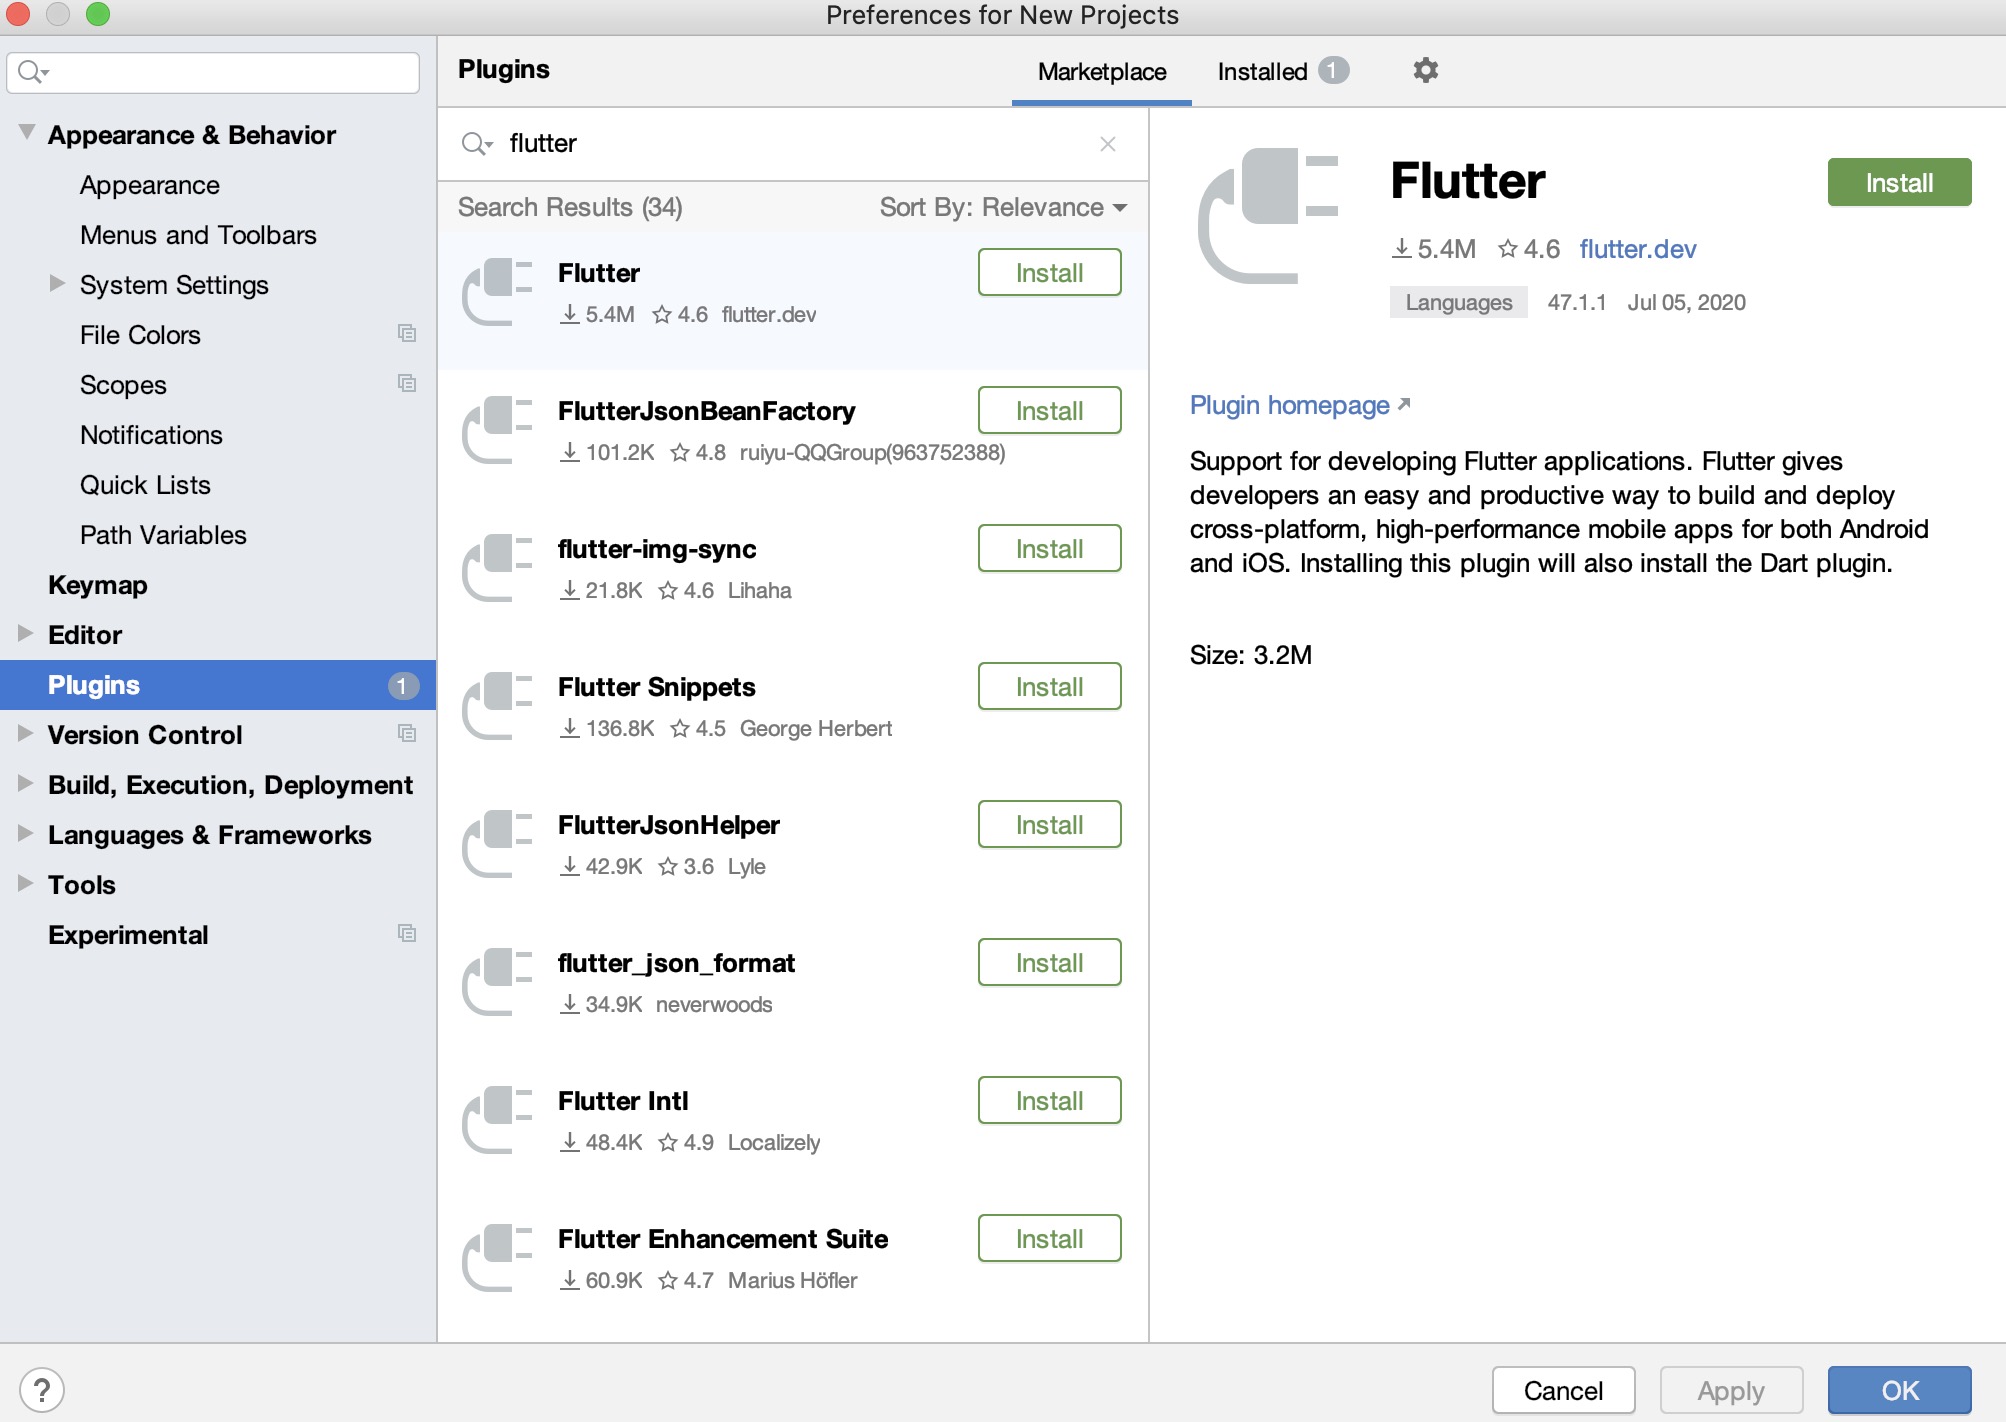 Preferences for New Projects
Appearance & Behavior
Appearance
Menus and Toolbars
System Settings
File Colors
Scopes
Notifications
Quick Lists
Path Variables
Keymap
Editor
Plugins 1
Version Control
Build, Execution, Deployment
Languages & Frameworks
Tools
Experimental
Plugins Marketplace Installed 1
flutter
Search Results (34) Sort By: Relevance
Flutter Install
5.4M 4.6 flutter.dev
FlutterJsonBeanFactory Install
101.2K 4.8 ruiyu-QQGroup(963752388)
flutter-img-sync Install
21.8K 4.6 Lihaha
Flutter Snippets Install
136.8K 4.5 George Herbert
FlutterJsonHelper Install
42.9K 3.6 Lyle
flutter_json_format Install
34.9K neverwoods
Flutter Intl Install
48.4K 4.9 Localizely
Flutter Enhancement Suite Install
60.9K 4.7 Marius Höfler
Flutter Install
5.4M 4.6 flutter.dev
Languages 47.1.1 Jul 05, 2020
Plugin homepage
Support for developing Flutter applications. Flutter gives
developers an easy and productive way to build and deploy
cross-platform, high-performance mobile apps for both Android
and iOS. Installing this plugin will also install the Dart plugin.
Size: 3.2M
? Cancel Apply OK